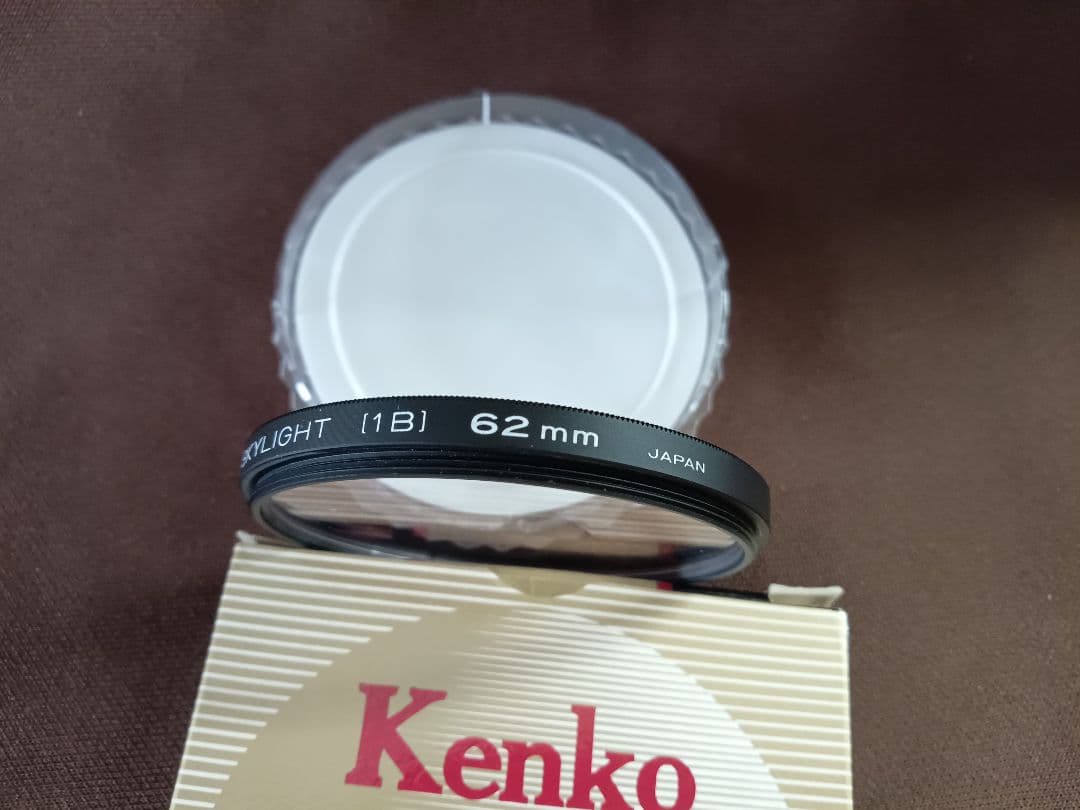 SKYLIGHT [1B] 62mm JAPAN
Kenko